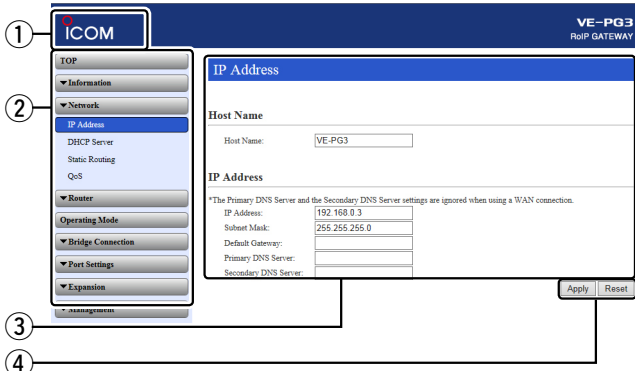 ①
ICOM
VE-PG3
RoIP GATEWAY
②
TOP
▼Information
▼Network
IP Address
DHCP Server
Static Routing
QoS
▼Router
Operating Mode
▼Bridge Connection
▼Port Settings
▼Expansion
Management
IP Address
Host Name
Host Name: VE-PG3
IP Address
*The Primary DNS Server and the Secondary DNS Server settings are ignored when using a WAN connection.
IP Address: 192.168.0.3
Subnet Mask: 255.255.255.0
Default Gateway:
Primary DNS Server:
Secondary DNS Server:
Apply Reset
③
④